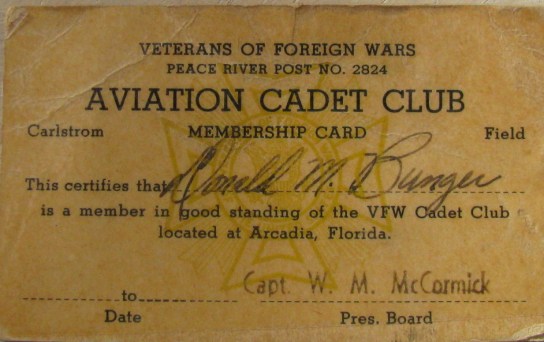 VETERANS OF FOREIGN WARS
PEACE RIVER POST NO. 2824
AVIATION CADET CLUB
Carlstrom MEMBERSHIP CARD Field
This certifies that Donald M. Bunger
is a member in good standing of the VFW Cadet Club
located at Arcadia, Florida.
to Capt. W. M. McCormick
Date Pres. Board